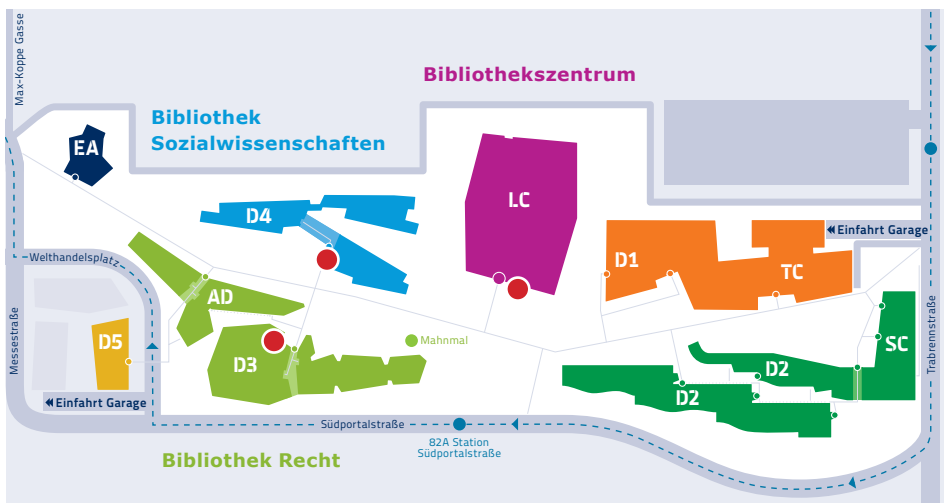 Max-Koppe Gasse
Bibliothekszentrum
Bibliothek
Sozialwissenschaften
EA
LC
D4
Einfahrt Garage
Welthandelsplatz
D1
TC
AD
Messestraße
D5
D3
Mahnmal
D2
SC
Trabrennstraße
D2
Einfahrt Garage
Südportalstraße
82A Station
Südportalstraße
Bibliothek Recht